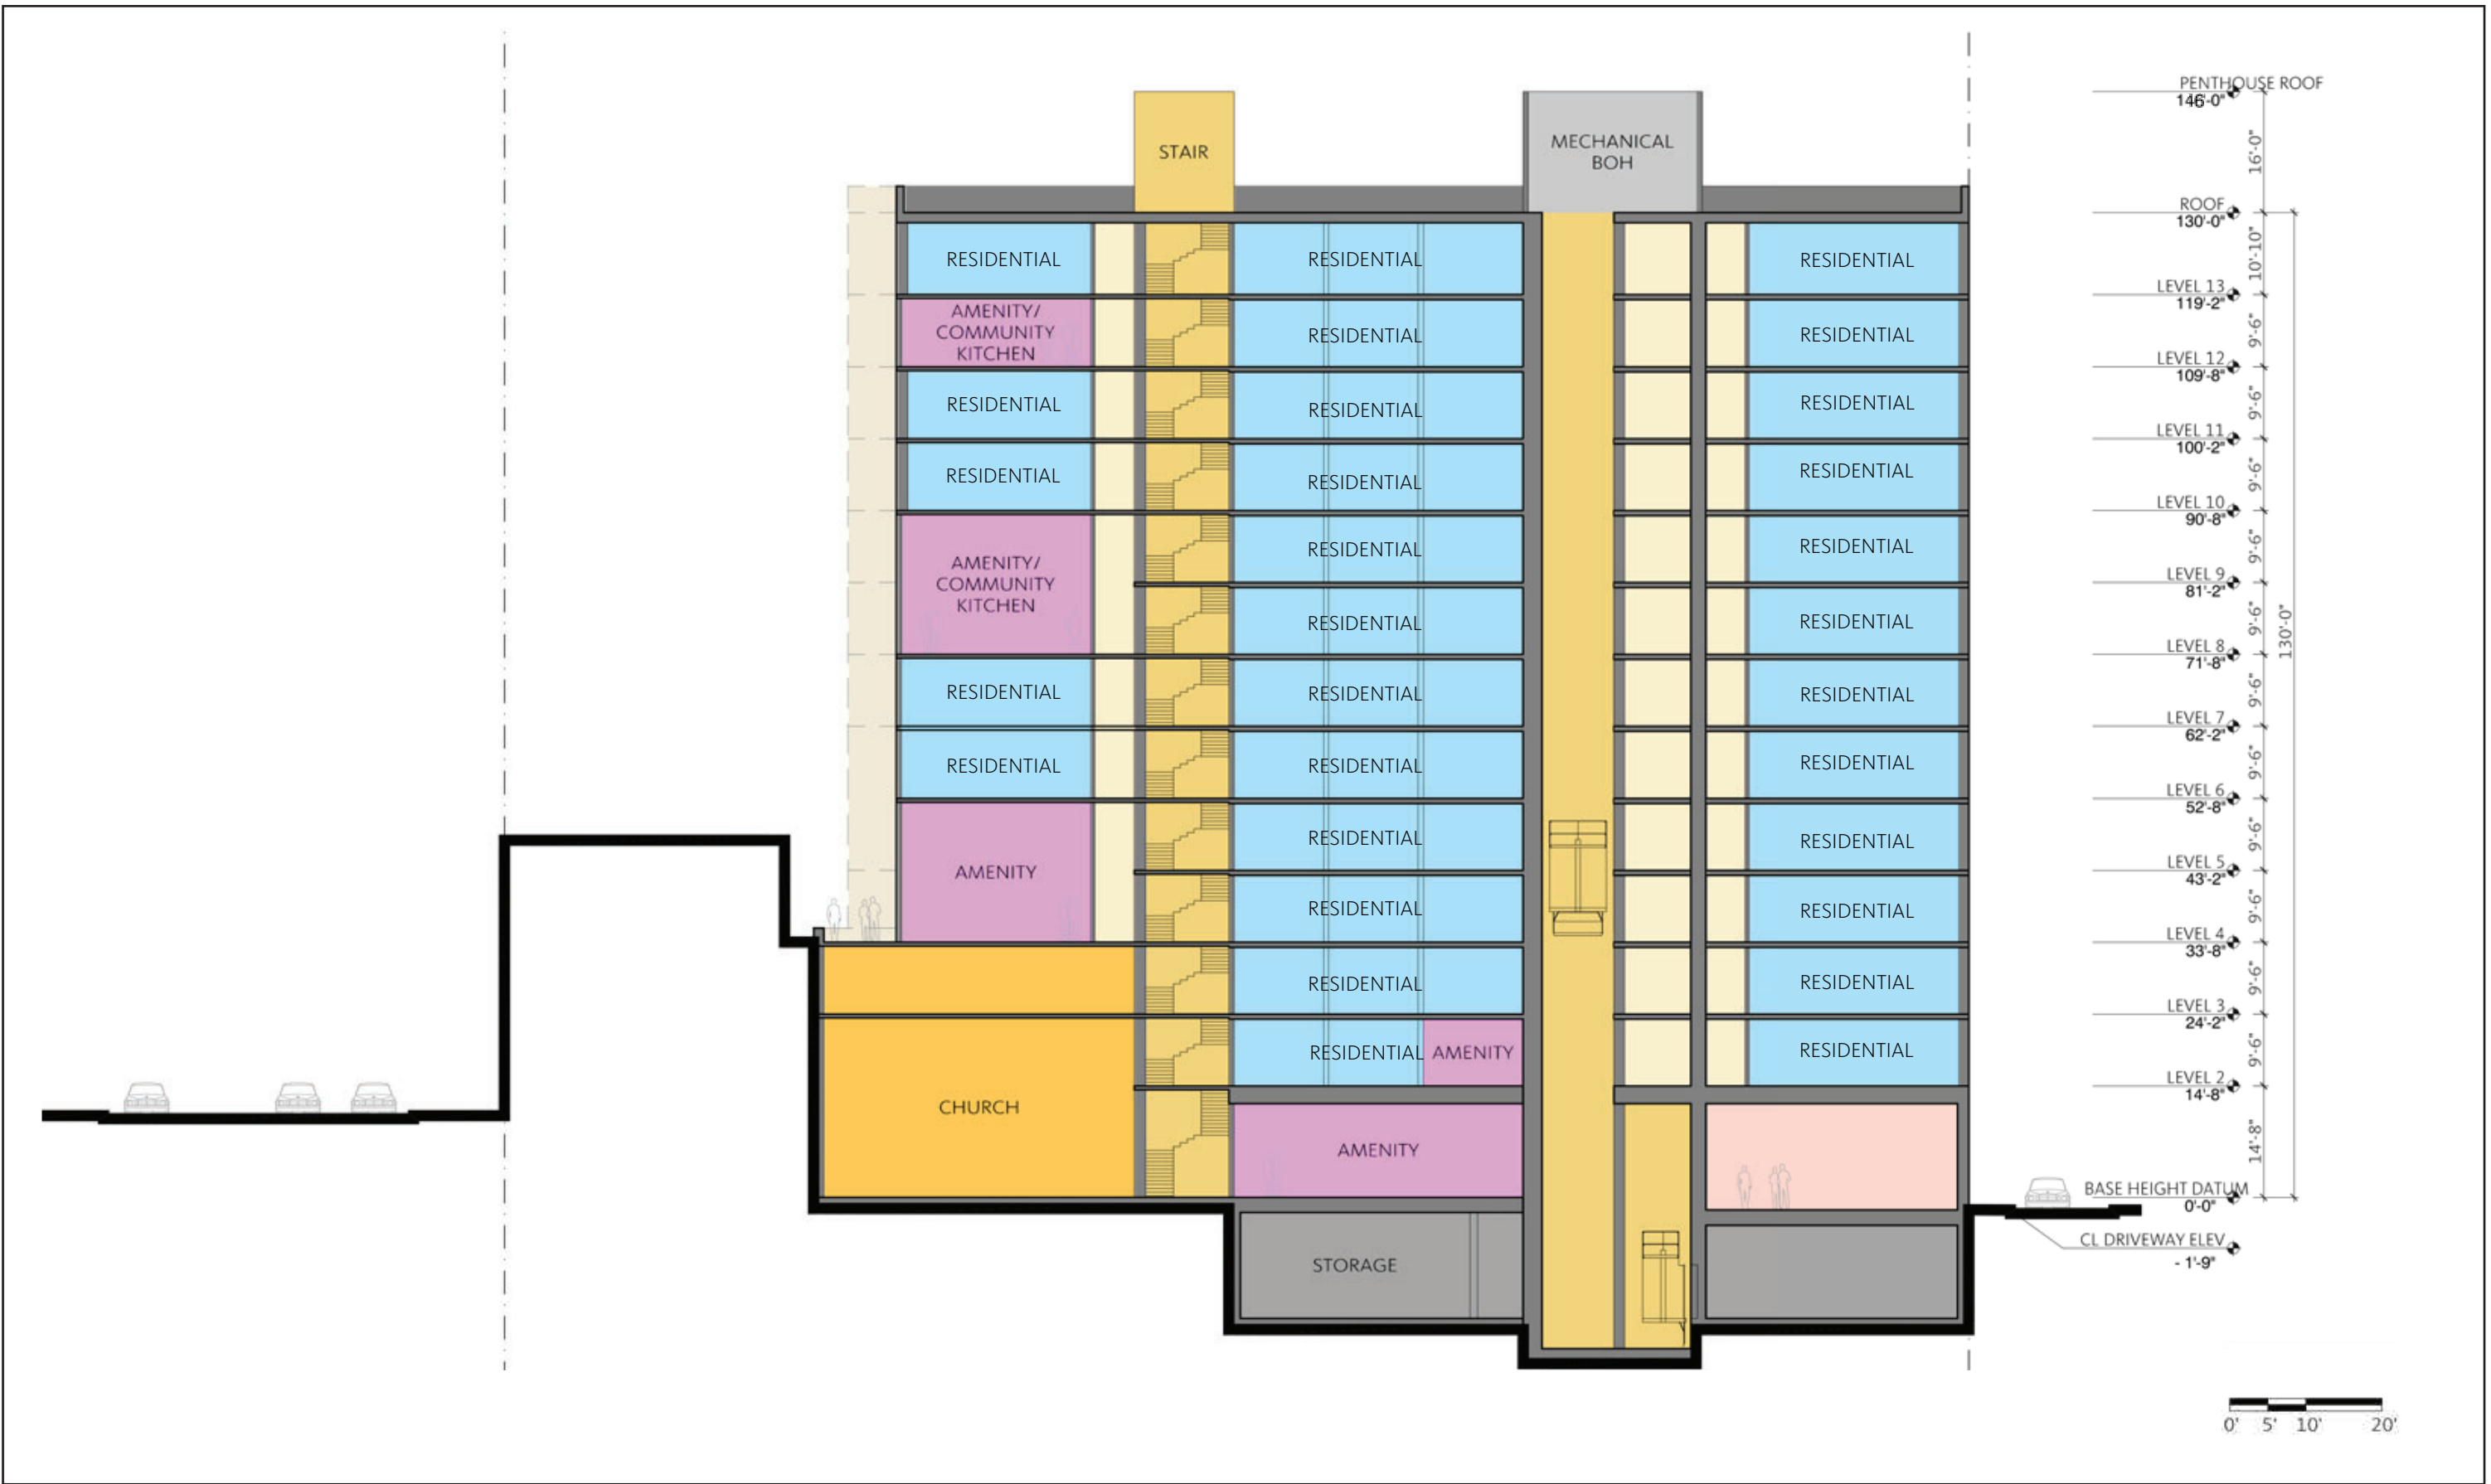 PENTHOUSE ROOF
146'-0"
16'-0"
STAIR
MECHANICAL
BOH
ROOF
130'-0"
10'-10"
RESIDENTIAL
RESIDENTIAL
RESIDENTIAL
LEVEL 13
119'-2"
9'-6"
AMENITY/
COMMUNITY
KITCHEN
RESIDENTIAL
RESIDENTIAL
LEVEL 12
109'-8"
9'-6"
RESIDENTIAL
RESIDENTIAL
RESIDENTIAL
LEVEL 11
100'-2"
9'-6"
RESIDENTIAL
RESIDENTIAL
RESIDENTIAL
LEVEL 10
90'-8"
9'-6"
AMENITY/
COMMUNITY
KITCHEN
RESIDENTIAL
RESIDENTIAL
LEVEL 9
81'-2"
9'-6"
130'-0"
RESIDENTIAL
RESIDENTIAL
LEVEL 8
71'-8"
9'-6"
RESIDENTIAL
RESIDENTIAL
RESIDENTIAL
LEVEL 7
62'-2"
9'-6"
RESIDENTIAL
RESIDENTIAL
RESIDENTIAL
LEVEL 6
52'-8"
9'-6"
AMENITY
RESIDENTIAL
RESIDENTIAL
LEVEL 5
43'-2"
9'-6"
RESIDENTIAL
RESIDENTIAL
LEVEL 4
33'-8"
9'-6"
RESIDENTIAL
RESIDENTIAL
LEVEL 3
24'-2"
9'-6"
RESIDENTIAL
AMENITY
RESIDENTIAL
LEVEL 2
14'-8"
14'-8"
CHURCH
AMENITY
BASE HEIGHT DATUM
0'-0"
CL DRIVEWAY ELEV
- 1'-9"
STORAGE
0' 5' 10' 20'